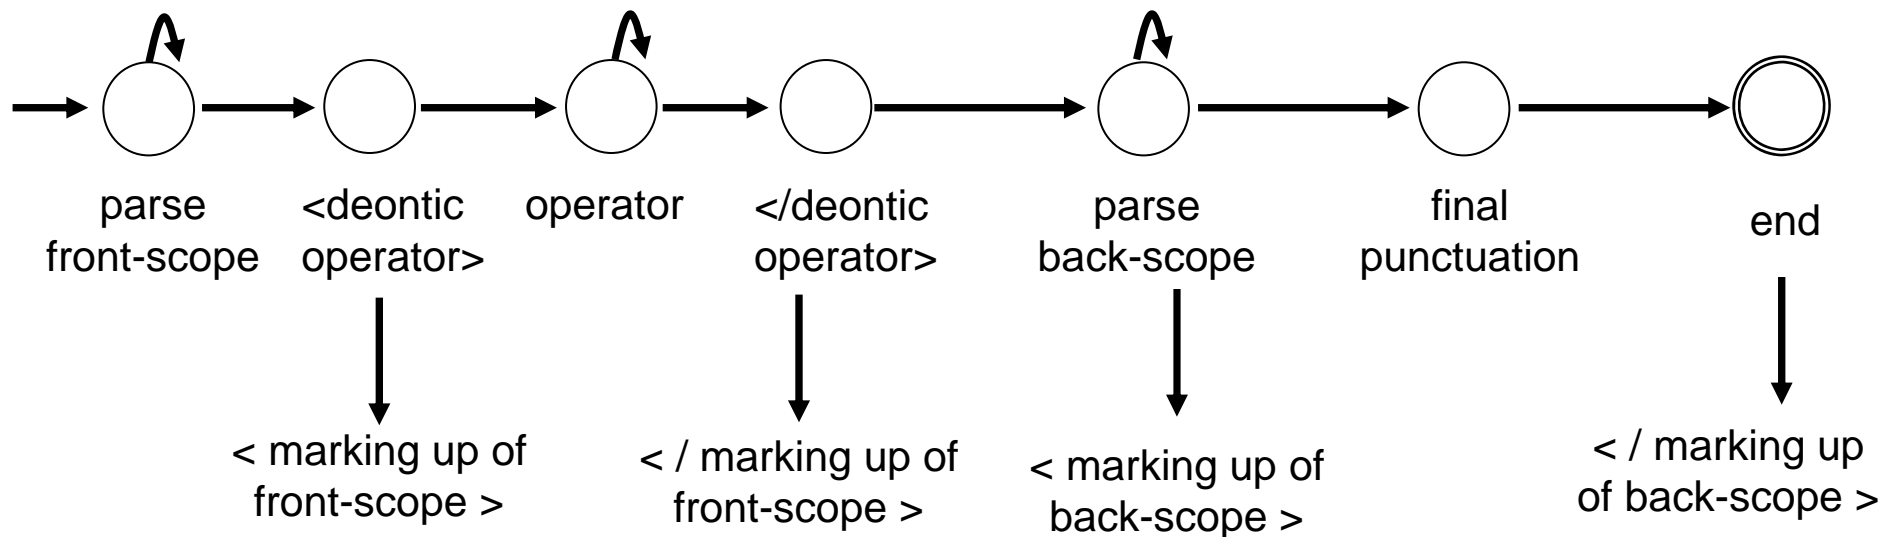 parse
front-scope
<deontic
operator>
operator
</deontic
operator>
parse
back-scope
final
punctuation
end
< marking up of
front-scope >
< / marking up of
front-scope >
< marking up of
back-scope >
< / marking up
of back-scope >